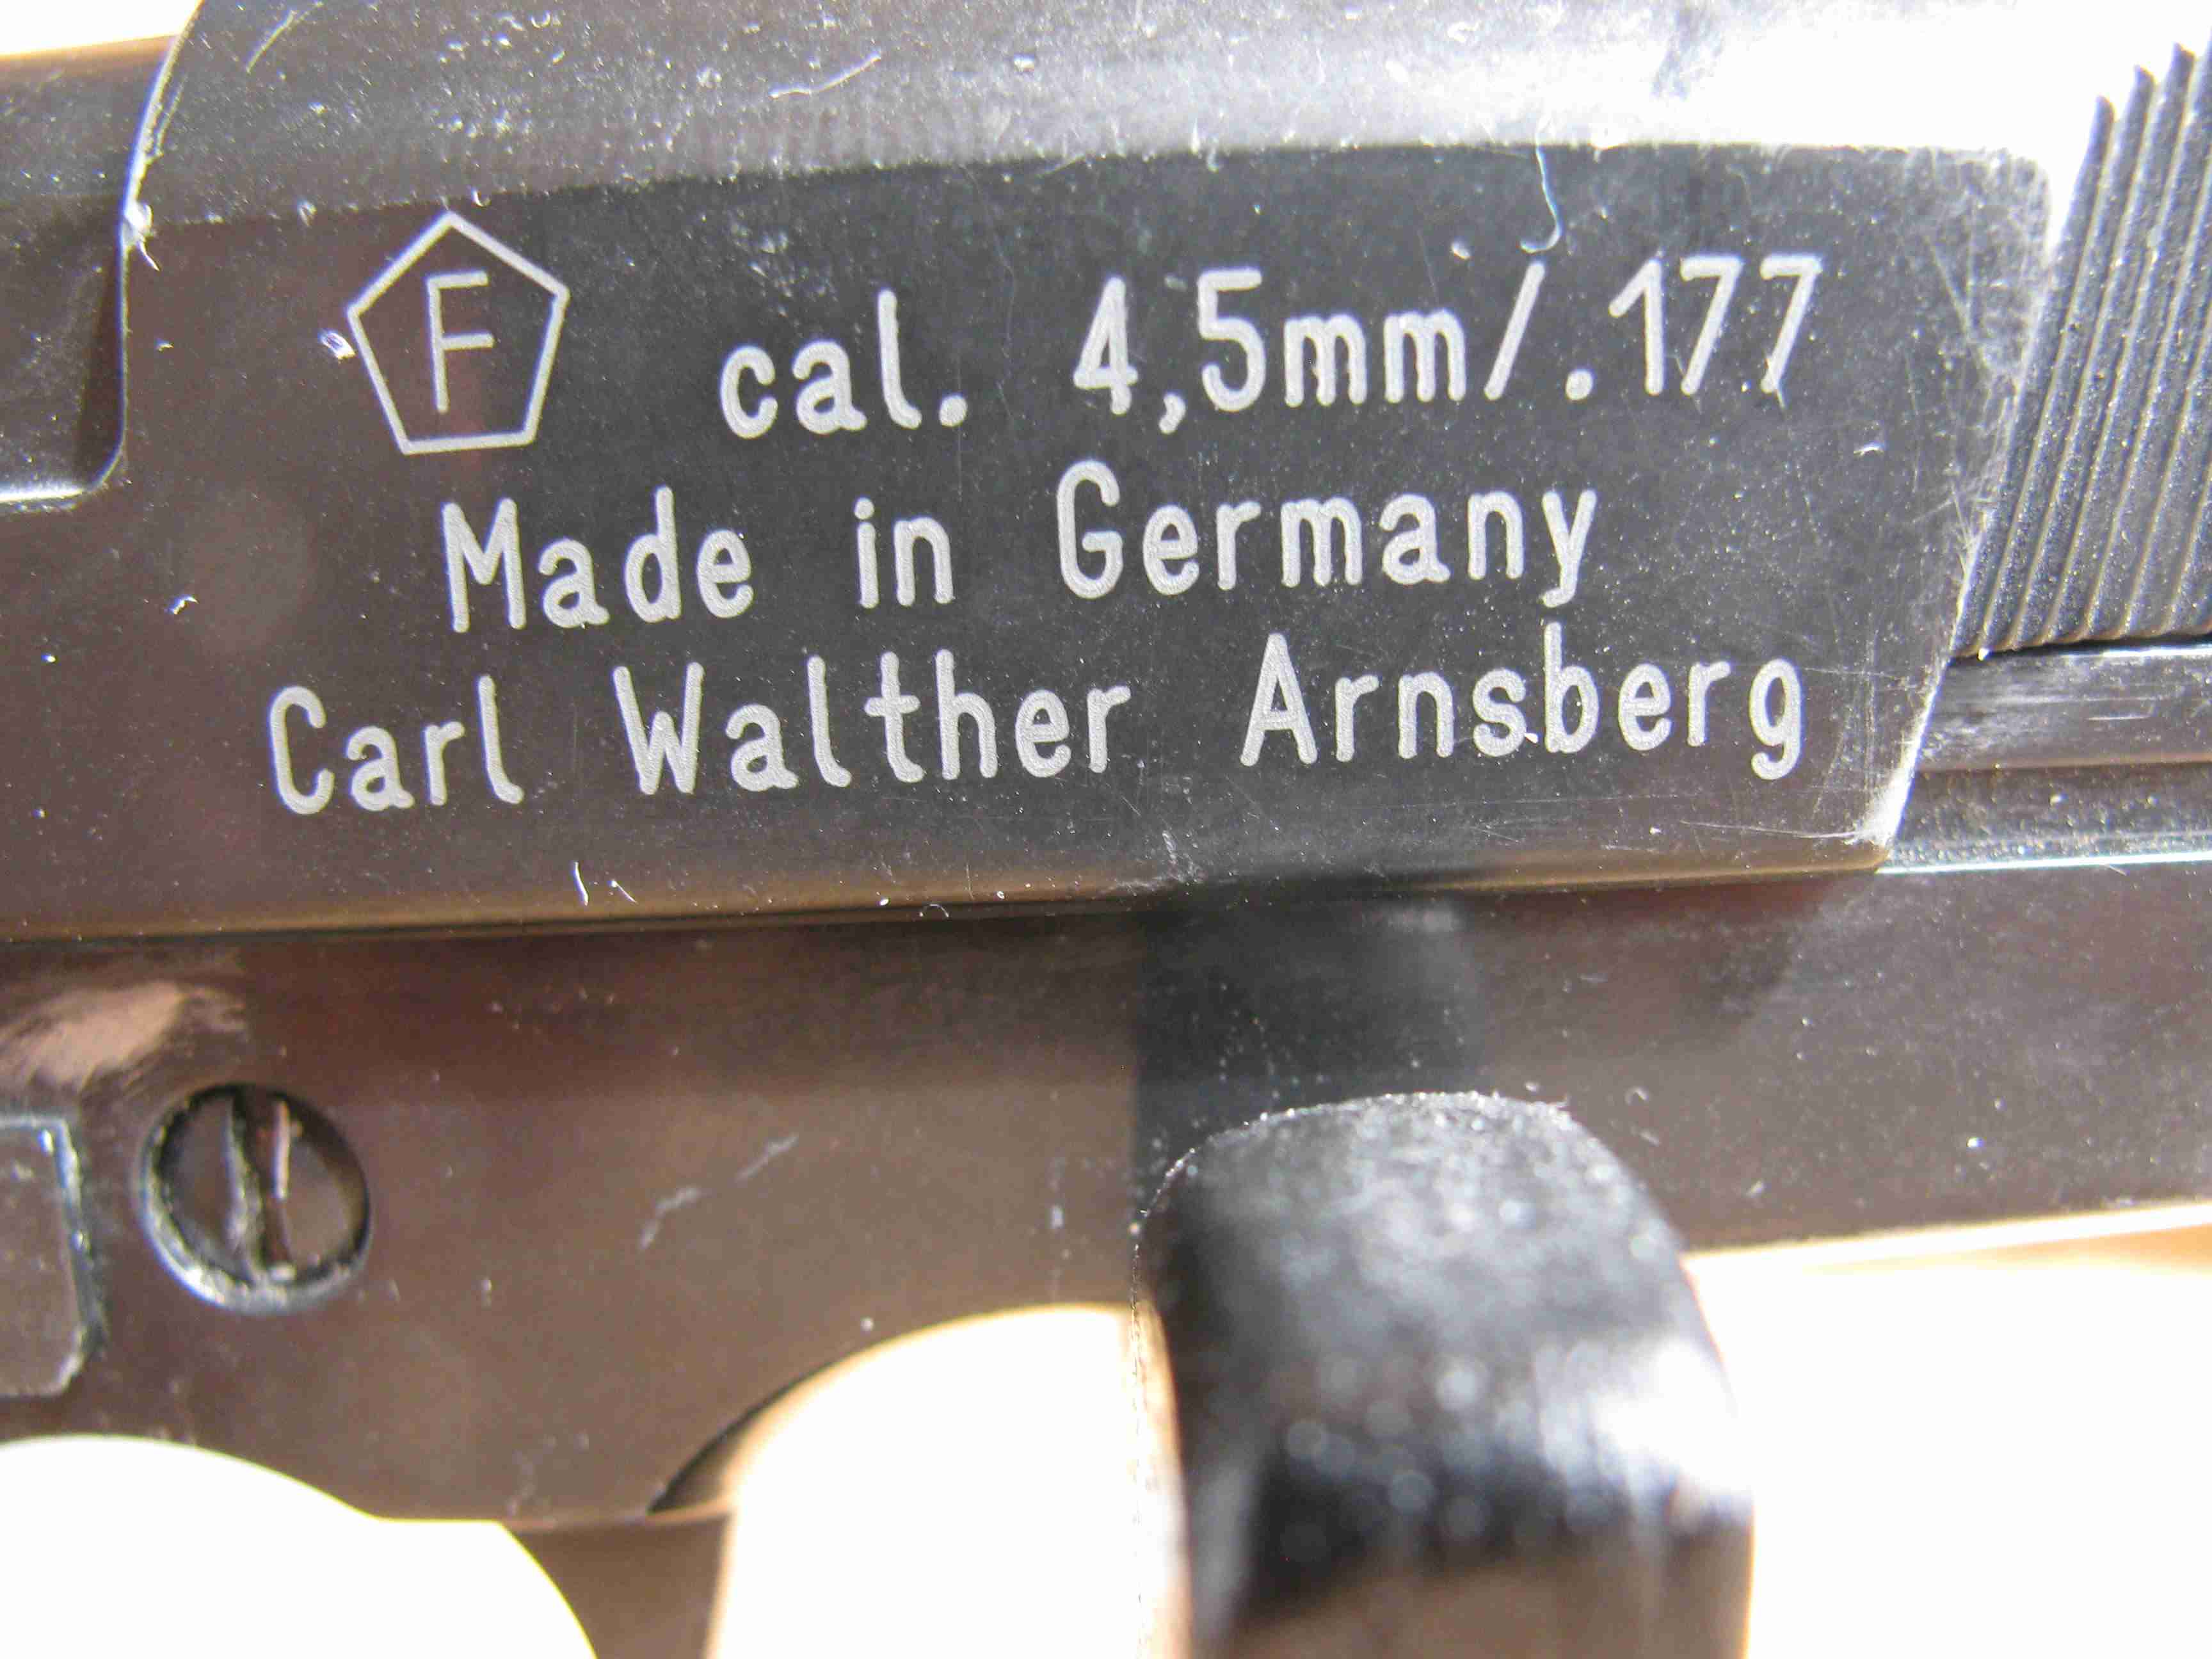 F cal. 4,5mm/.177
Made in Germany
Carl Walther Arnsberg